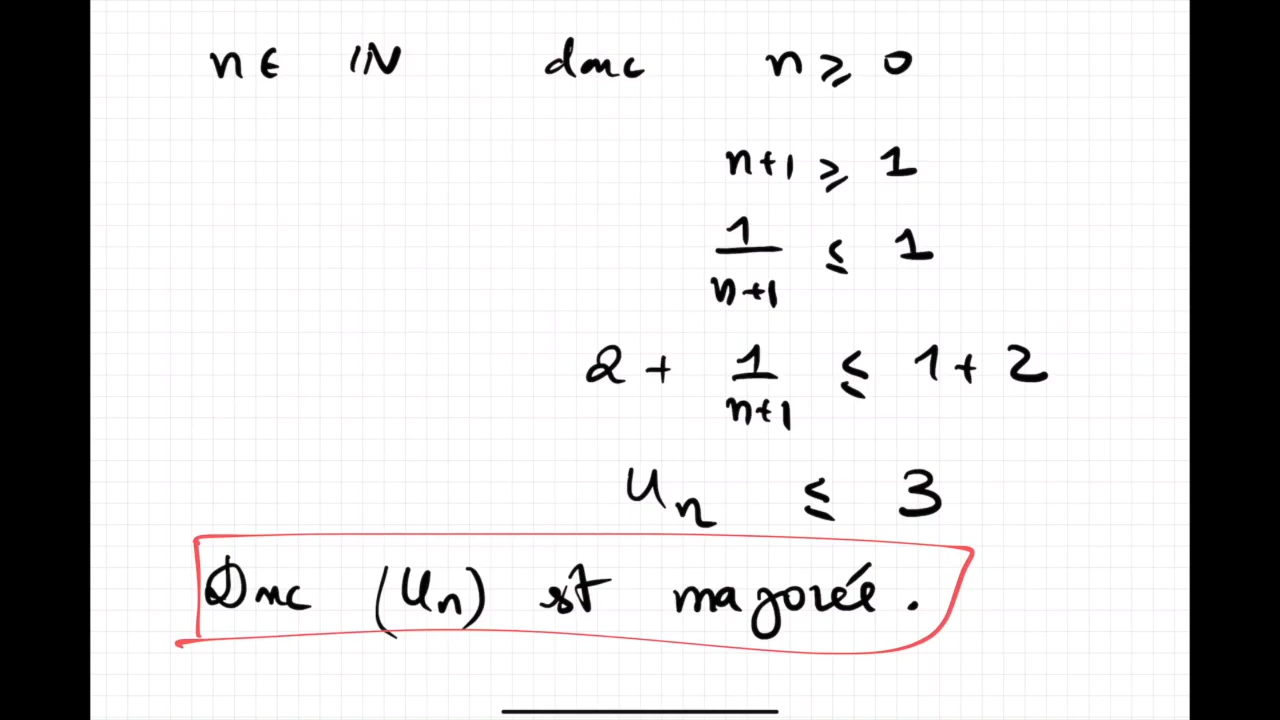 n ∈ ℕ donc n ⩾ 0
n+1 ⩾ 1
1/(n+1) ≤ 1
2 + 1/(n+1) ≤ 1 + 2
Un ≤ 3
Donc (Un) est majorée.